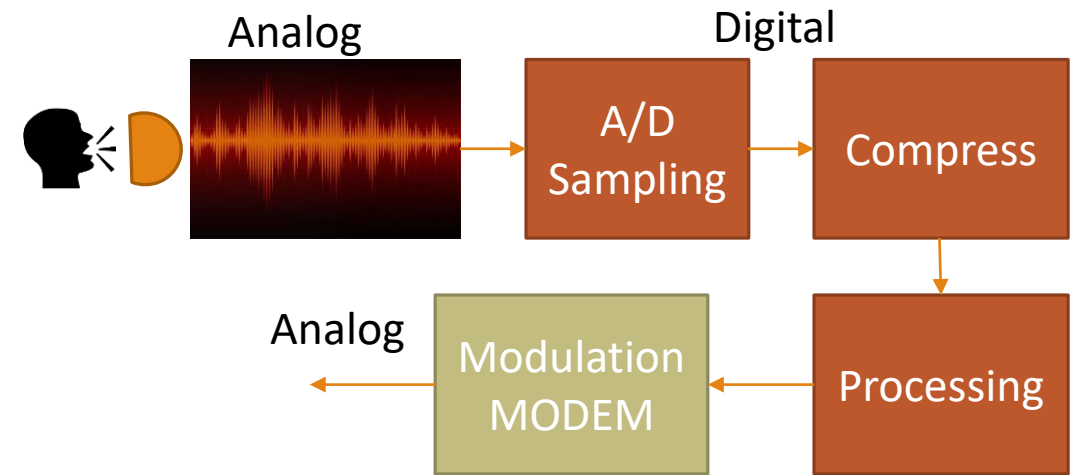 Analog
Digital
A/D
Sampling
Compress
Analog
Modulation
MODEM
Processing